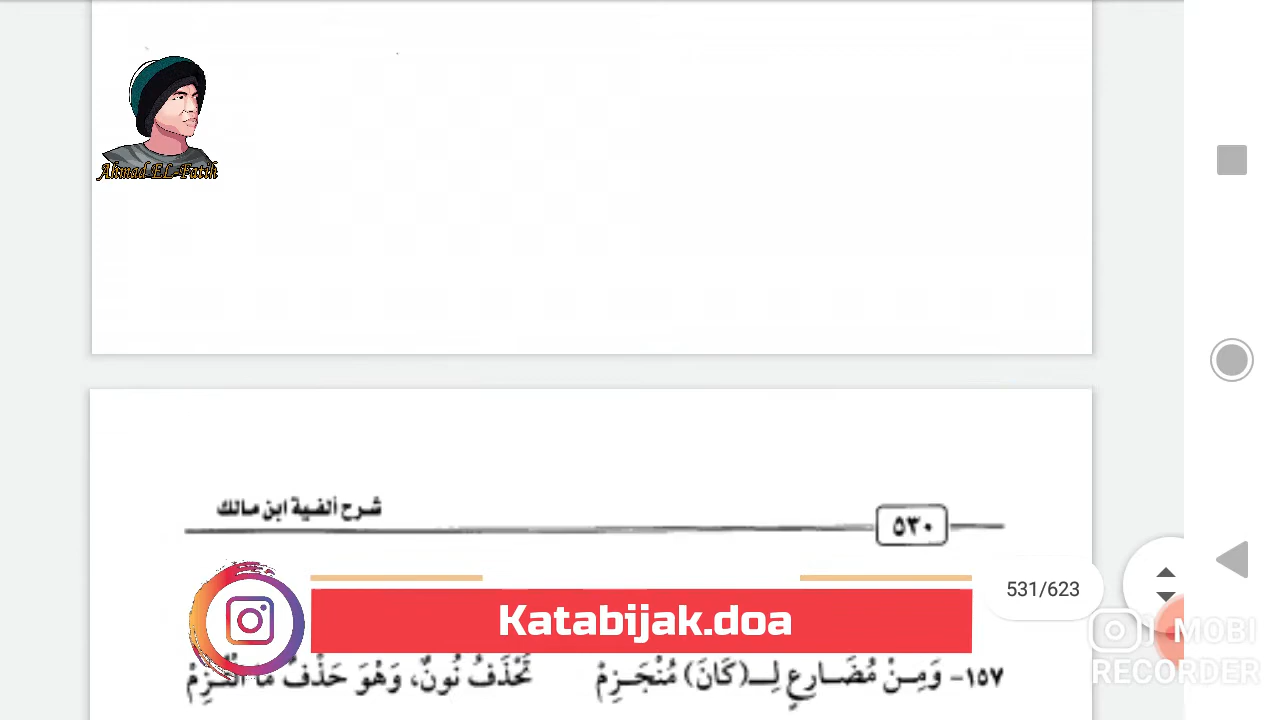 Ahmad EL-Fatih
شرح ألفية ابن مالك
٥٣٠
Katabijak.doa
531/623
MOBI
RECORDER
١٥٧- وَمِنْ مُضَارِعٍ لِـ(كَانَ) مُنْجَزِمْ تُحْذَفُ نُونٌ، وَهْوَ حَذْفٌ مَا الْتُزِمْ